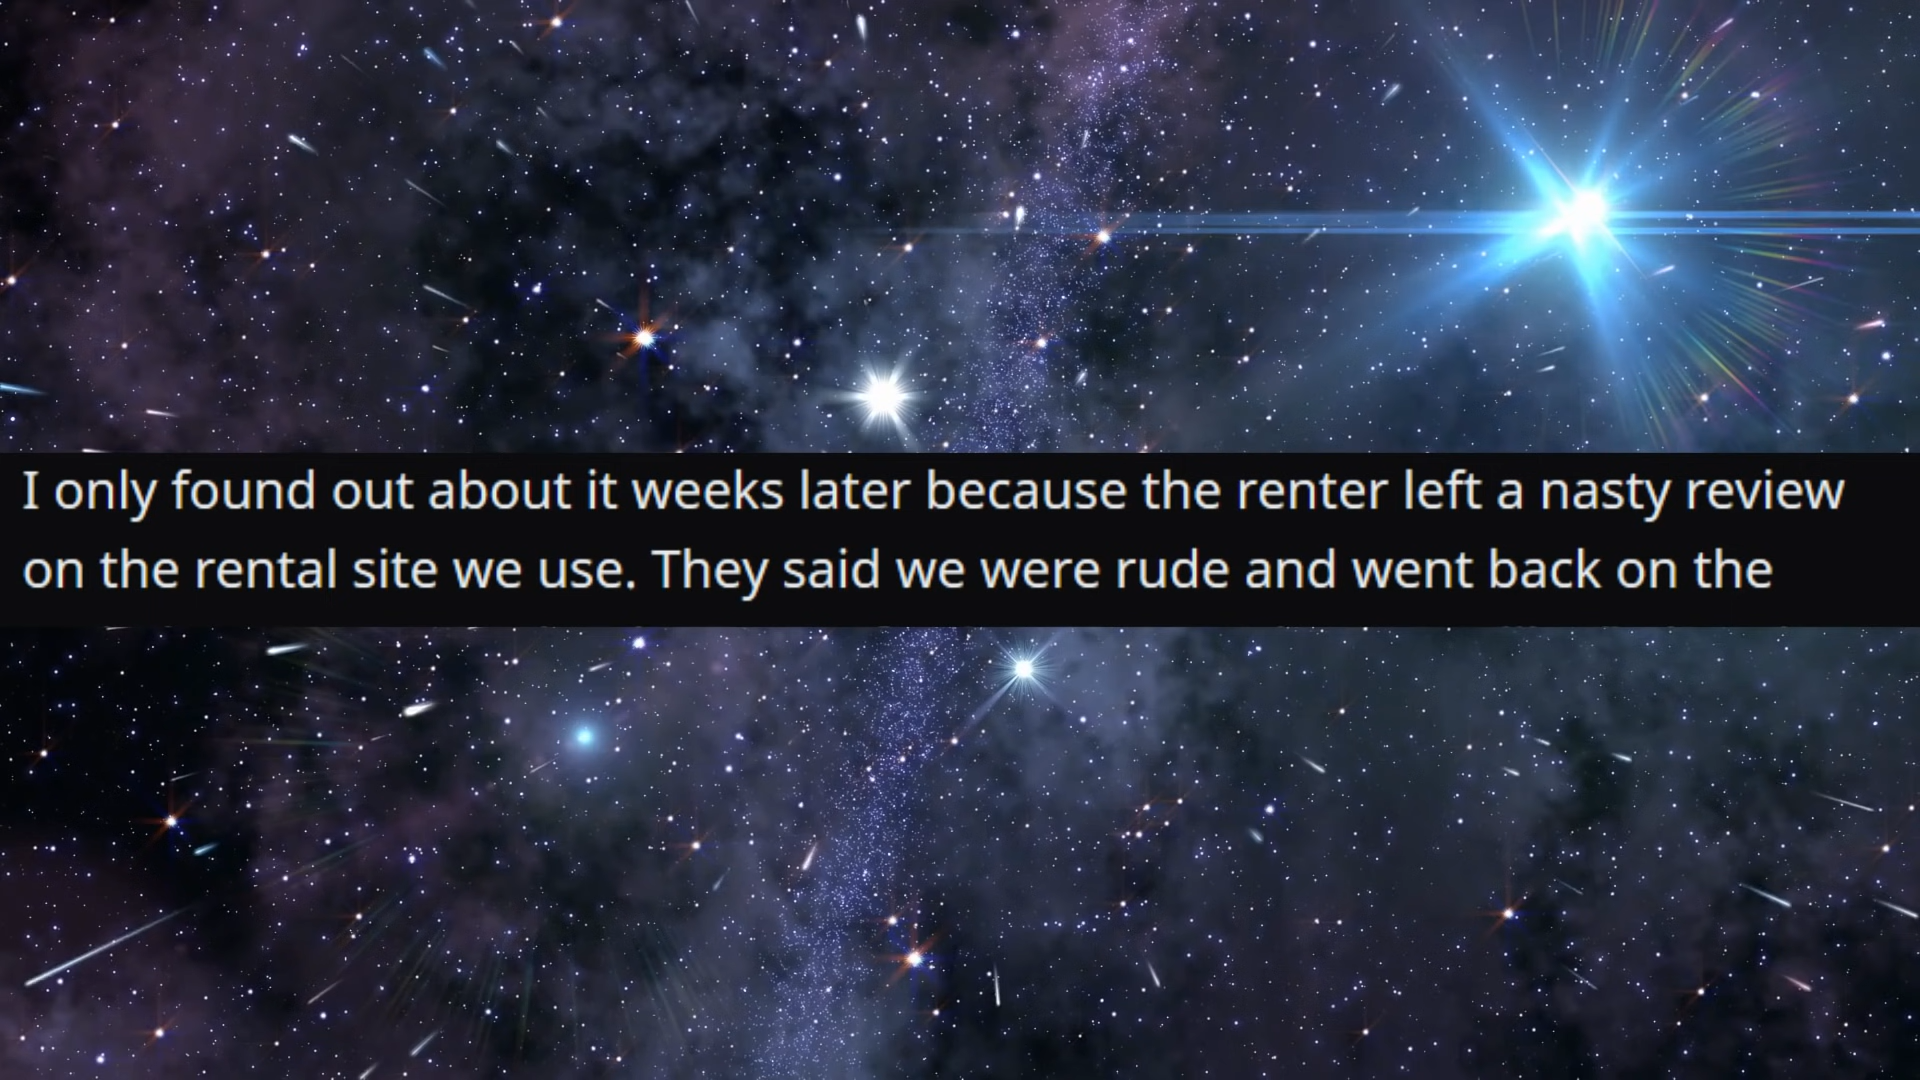 I only found out about it weeks later because the renter left a nasty review
on the rental site we use. They said we were rude and went back on the